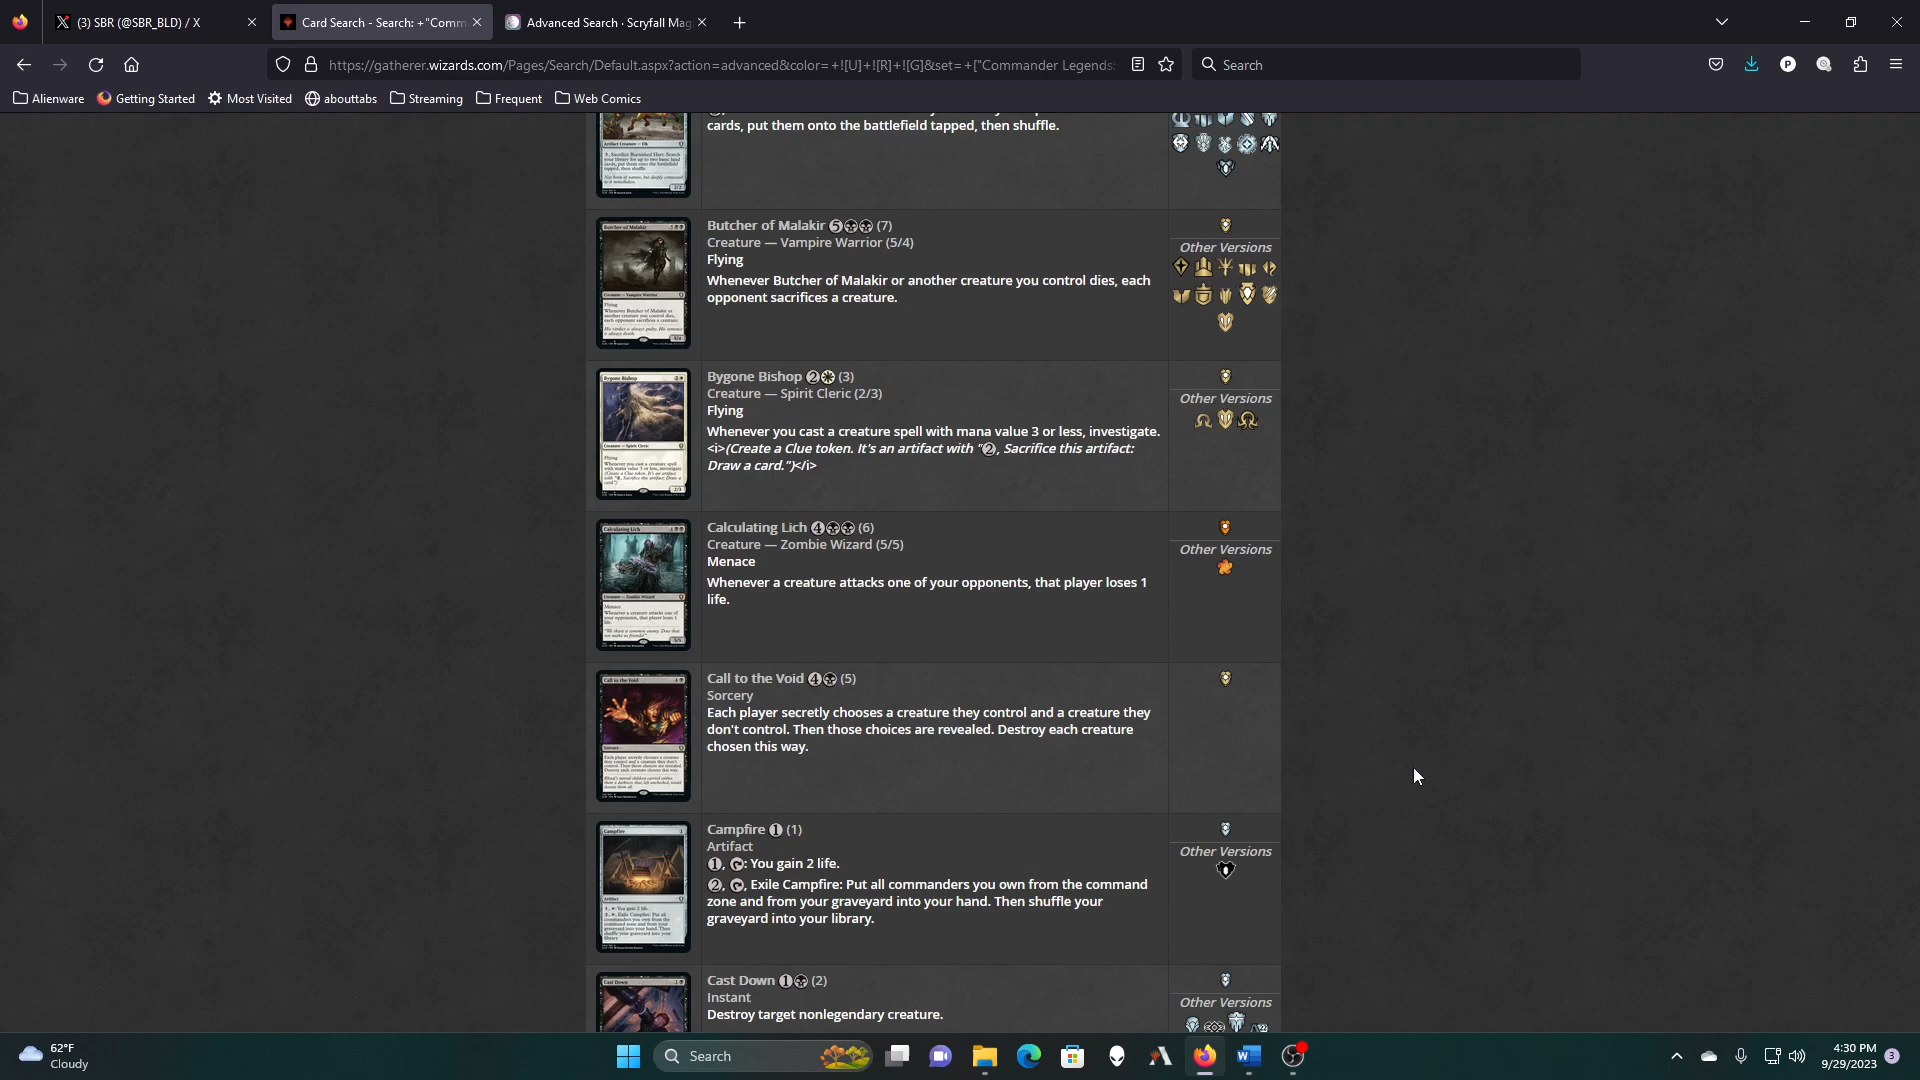 (3) SBR (@SBR_BLD) / X
Card Search - Search: +"Comm
Advanced Search · Scryfall Mag
https://gatherer.wizards.com/Pages/Search/Default.aspx?action=advanced&color=+![U]+![R]+![G]&set=+["Commander Legends:
Search
Alienware
Getting Started
Most Visited
abouttabs
Streaming
Frequent
Web Comics
cards, put them onto the battlefield tapped, then shuffle.
Butcher of Malakir 5 (7)
Creature — Vampire Warrior (5/4)
Flying
Whenever Butcher of Malakir or another creature you control dies, each
opponent sacrifices a creature.
Other Versions
Bygone Bishop 2 (3)
Creature — Spirit Cleric (2/3)
Flying
Whenever you cast a creature spell with mana value 3 or less, investigate.
<i>(Create a Clue token. It's an artifact with "2, Sacrifice this artifact:
Draw a card.")</i>
Other Versions
Calculating Lich 4 (6)
Creature — Zombie Wizard (5/5)
Menace
Whenever a creature attacks one of your opponents, that player loses 1
life.
Other Versions
Call to the Void 4 (5)
Sorcery
Each player secretly chooses a creature they control and a creature they
don't control. Then those choices are revealed. Destroy each creature
chosen this way.
Campfire 1 (1)
Artifact
1, : You gain 2 life.
2, , Exile Campfire: Put all commanders you own from the command
zone and from your graveyard into your hand. Then shuffle your
graveyard into your library.
Other Versions
Cast Down 1 (2)
Instant
Destroy target nonlegendary creature.
Other Versions
62°F
Cloudy
Search
4:30 PM
9/29/2023
3